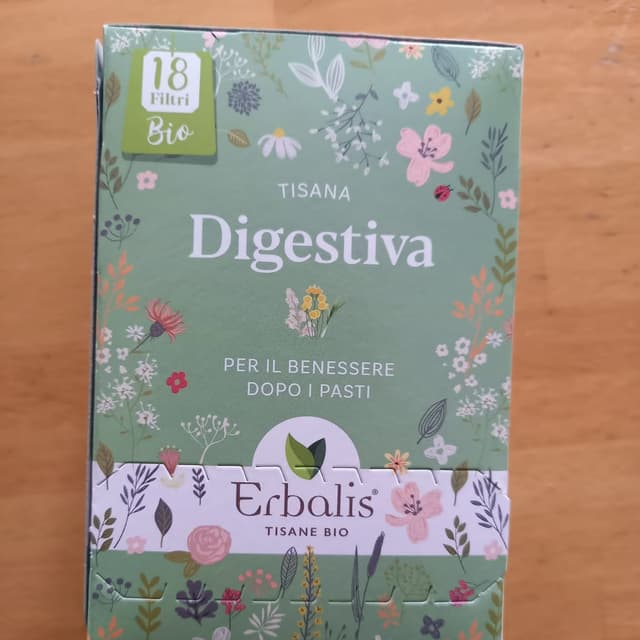 18
Filtri
Bio
TISANA
Digestiva
PER IL BENESSERE
DOPO I PASTI
Erbalis®
TISANE BIO